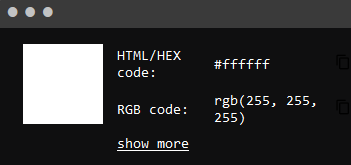 HTML/HEX
code:
#ffffff
RGB code:
rgb(255, 255,
255)
show more